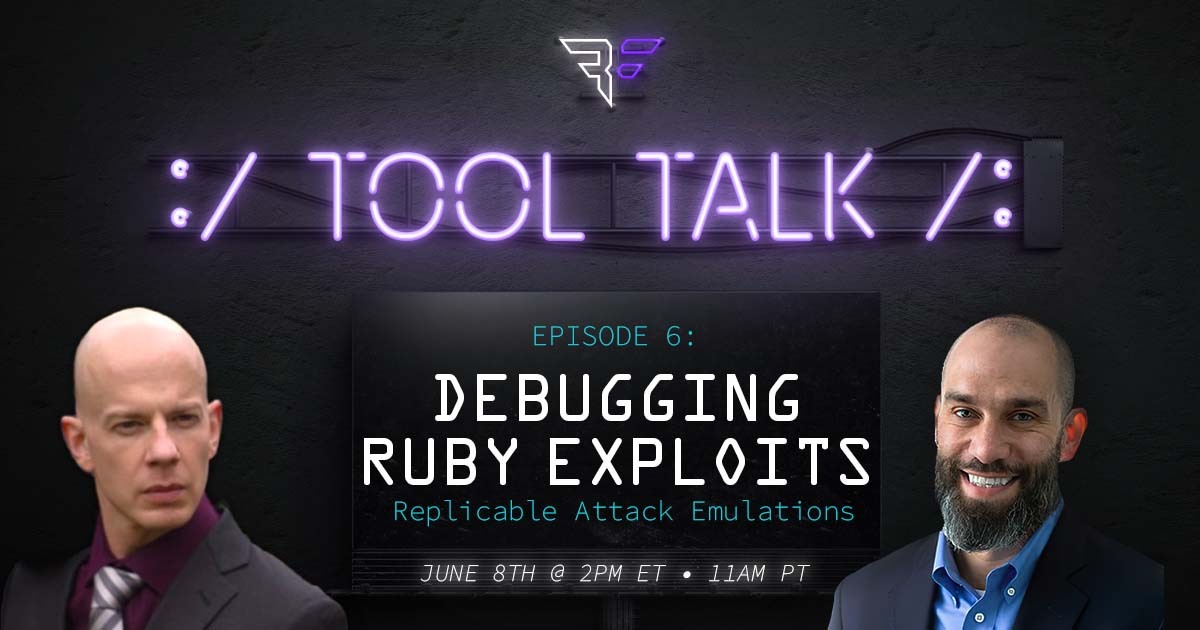 :/ TOOL TALK /:
EPISODE 6:
DEBUGGING
RUBY EXPLOITS
Replicable Attack Emulations
JUNE 8TH @ 2PM ET • 11AM PT